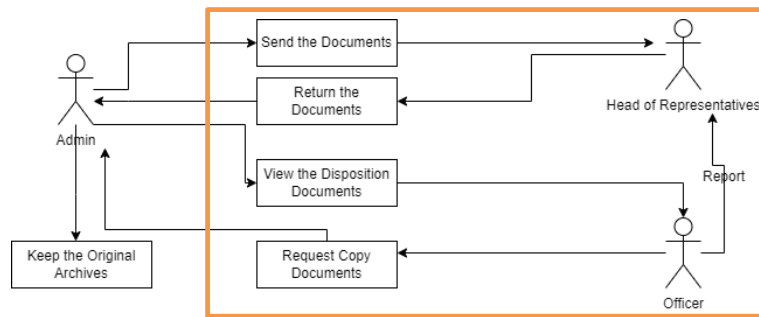 Send the Documents
Return the
Documents
Head of Representatives
Admin
View the Disposition
Documents
Report
Keep the Original
Archives
Request Copy
Documents
Officer